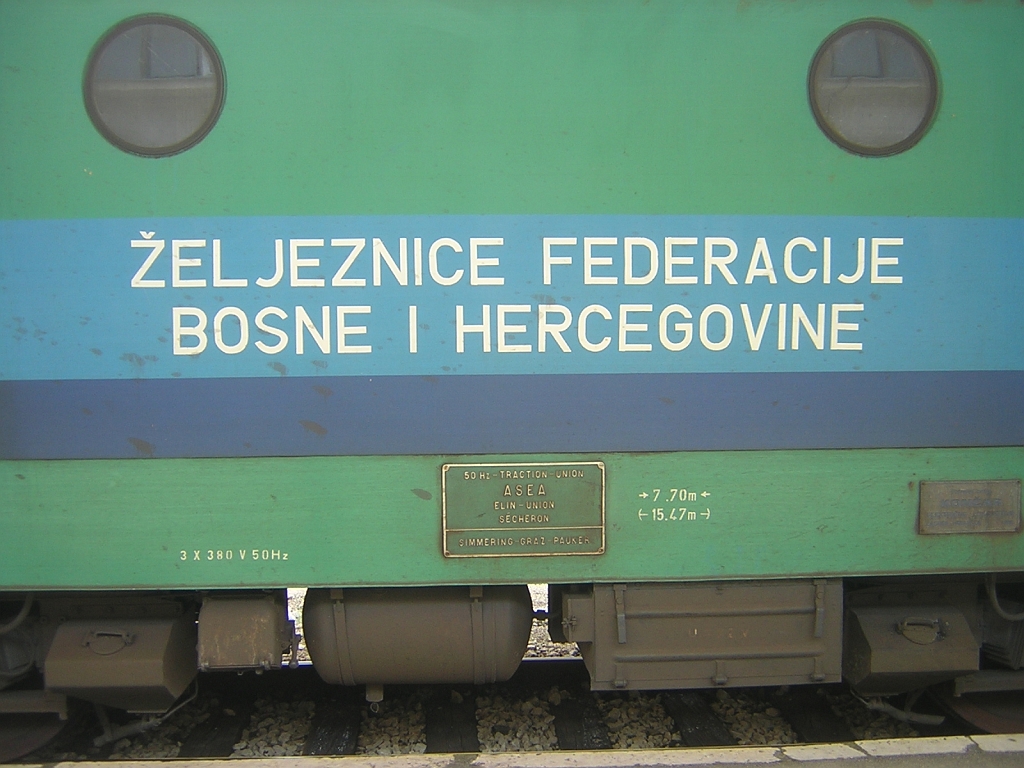 ŽELJEZNICE FEDERACIJE
BOSNE I HERCEGOVINE
50 Hz - TRACTION - UNION
ASEA
ELIN - UNION
SECHERON
SIMMERING - GRAZ - PAUKER
→ 7.70m ←
(- 15.47m -)
3 X 380 V 50Hz